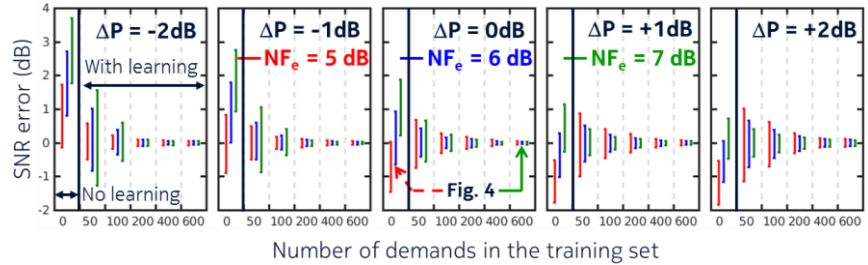 4
3
2
1
0
-1
-2
SNR error (dB)
ΔP = -2dB
With learning
No learning
0 50 100 200 400 600
ΔP = -1dB
NFe = 5 dB
0 50 100 200 400 600
ΔP = 0dB
NFe = 6 dB
Fig. 4
0 50 100 200 400 600
ΔP = +1dB
NFe = 7 dB
0 50 100 200 400 600
ΔP = +2dB
0 50 100 200 400 600
Number of demands in the training set